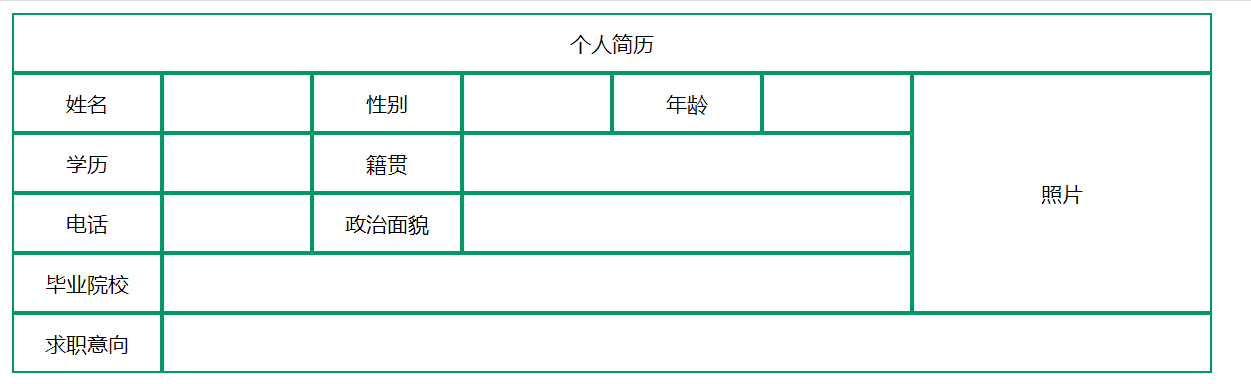 个人简历
姓名 性别 年龄
学历 籍贯
照片
电话 政治面貌
毕业院校
求职意向